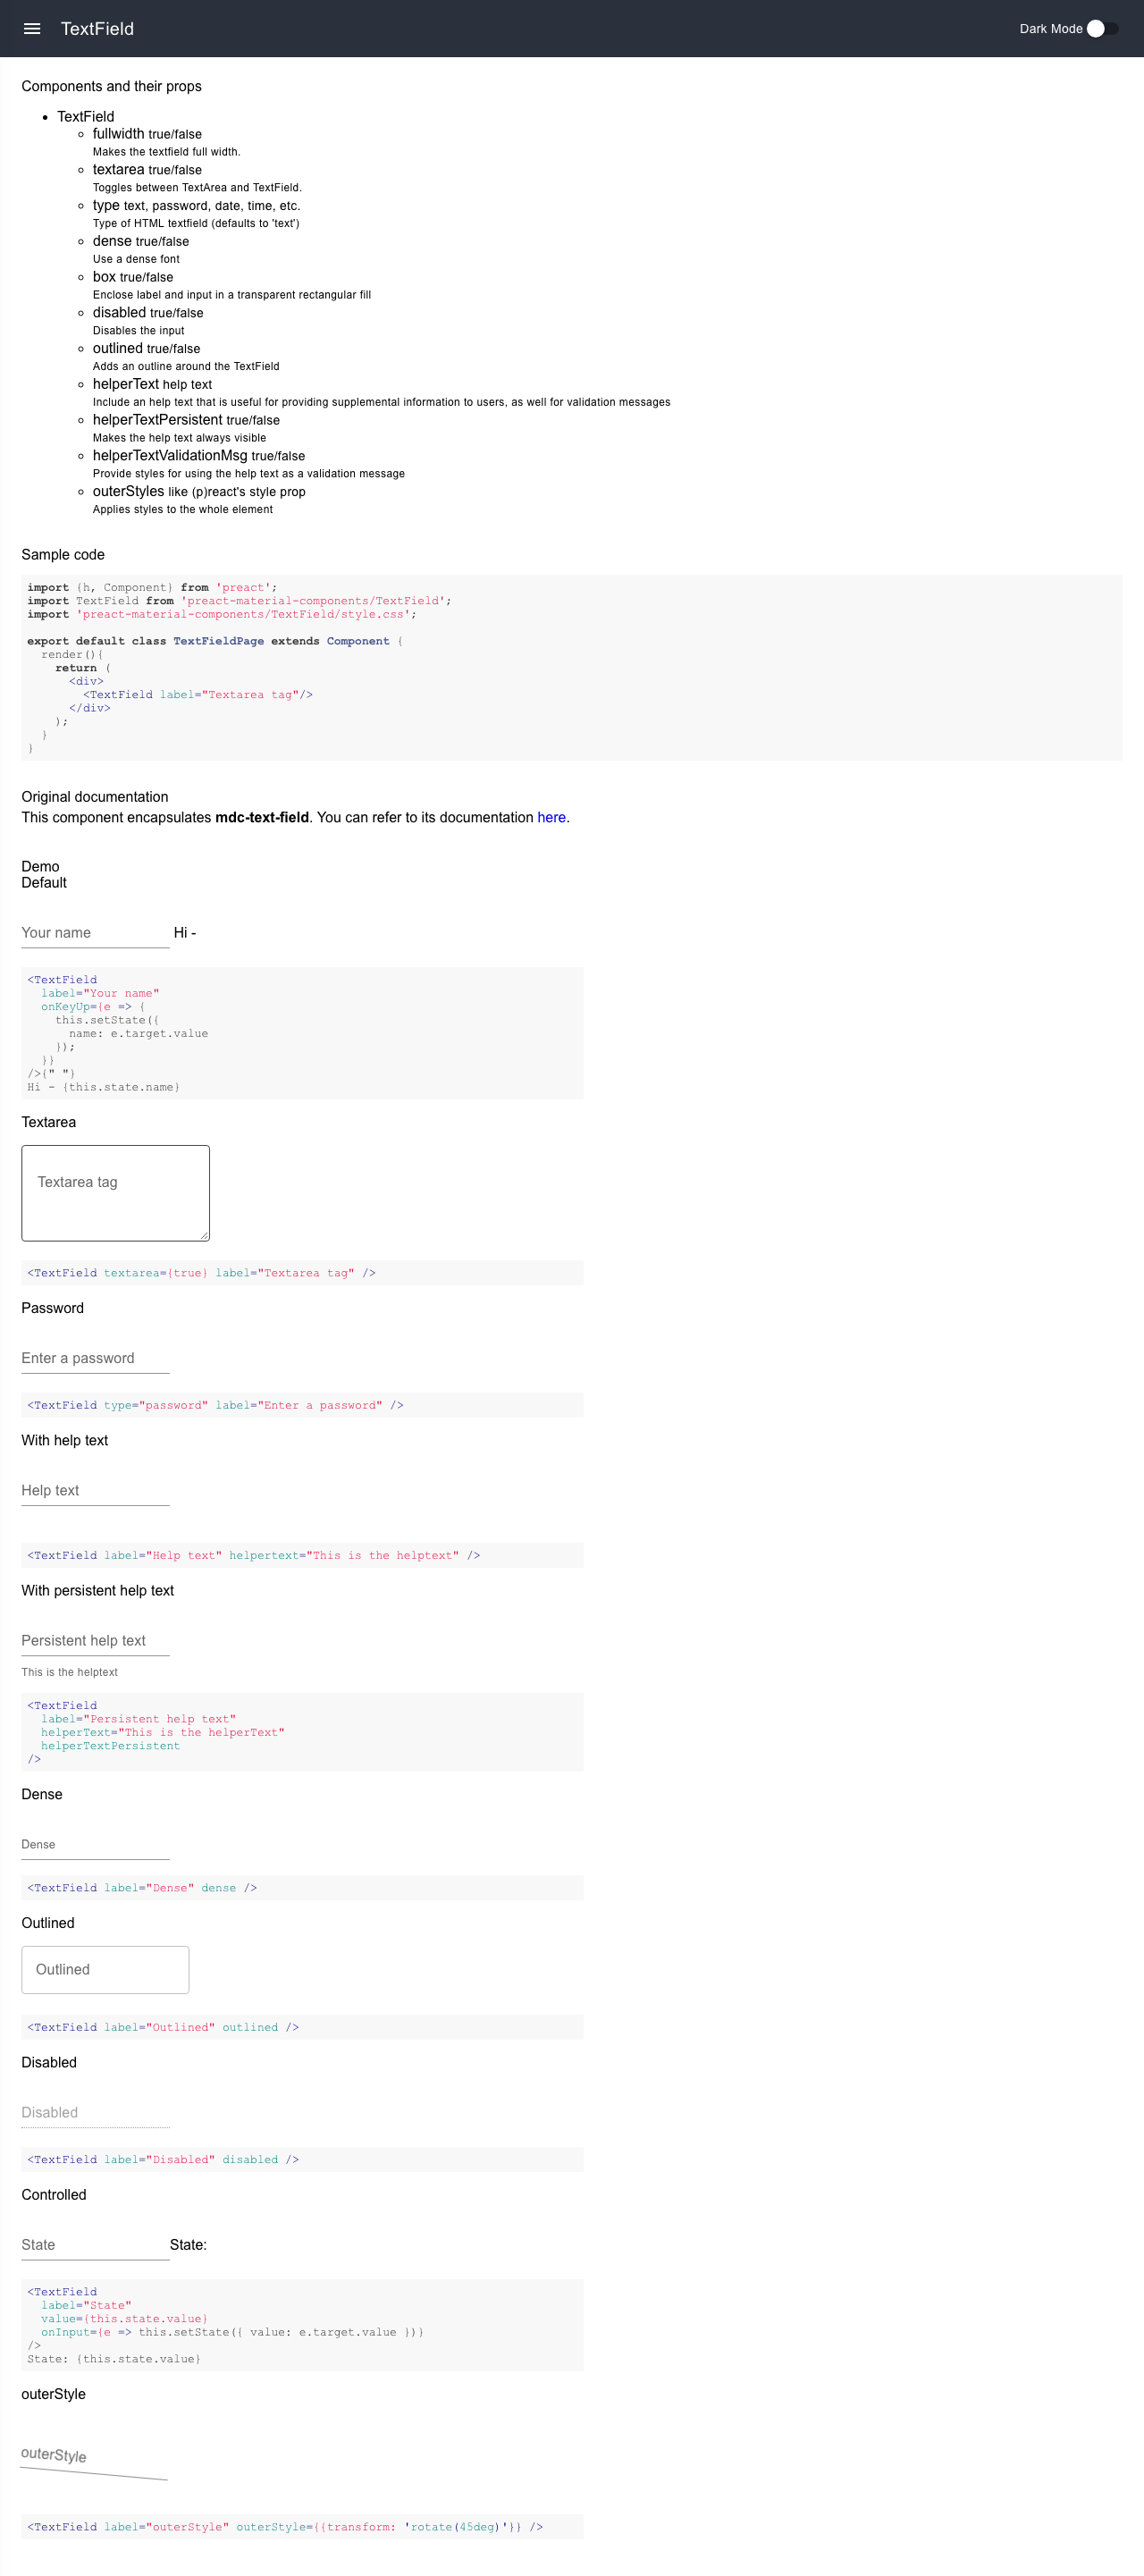 TextField
Dark Mode
Components and their props
TextField
fullwidth true/false
Makes the textfield full width.
textarea true/false
Toggles between TextArea and TextField.
type text, password, date, time, etc.
Type of HTML textfield (defaults to 'text')
dense true/false
Use a dense font
box true/false
Enclose label and input in a transparent rectangular fill
disabled true/false
Disables the input
outlined true/false
Adds an outline around the TextField
helperText help text
Include an help text that is useful for providing supplemental information to users, as well for validation messages
helperTextPersistent true/false
Makes the help text always visible
helperTextValidationMsg true/false
Provide styles for using the help text as a validation message
outerStyles like (p)react's style prop
Applies styles to the whole element
Sample code
import {h, Component} from 'preact';
import TextField from 'preact-material-components/TextField';
import 'preact-material-components/TextField/style.css';
export default class TextFieldPage extends Component {
  render(){
    return (
      <div>
        <TextField label="Textarea tag"/>
      </div>
    );
  }
}
Original documentation
This component encapsulates mdc-text-field. You can refer to its documentation here.
Demo
Default
Your name Hi -
<TextField
  label="Your name"
  onKeyUp={e => {
    this.setState({
      name: e.target.value
    });
  }}
/>{" "}
Hi - {this.state.name}
Textarea
Textarea tag
<TextField textarea={true} label="Textarea tag" />
Password
Enter a password
<TextField type="password" label="Enter a password" />
With help text
Help text
<TextField label="Help text" helpertext="This is the helptext" />
With persistent help text
Persistent help text
This is the helptext
<TextField
  label="Persistent help text"
  helperText="This is the helperText"
  helperTextPersistent
/>
Dense
Dense
<TextField label="Dense" dense />
Outlined
Outlined
<TextField label="Outlined" outlined />
Disabled
Disabled
<TextField label="Disabled" disabled />
Controlled
State State:
<TextField
  label="State"
  value={this.state.value}
  onInput={e => this.setState({ value: e.target.value })}
/>
State: {this.state.value}
outerStyle
outerStyle
<TextField label="outerStyle" outerStyle={{transform: 'rotate(45deg)'}} />